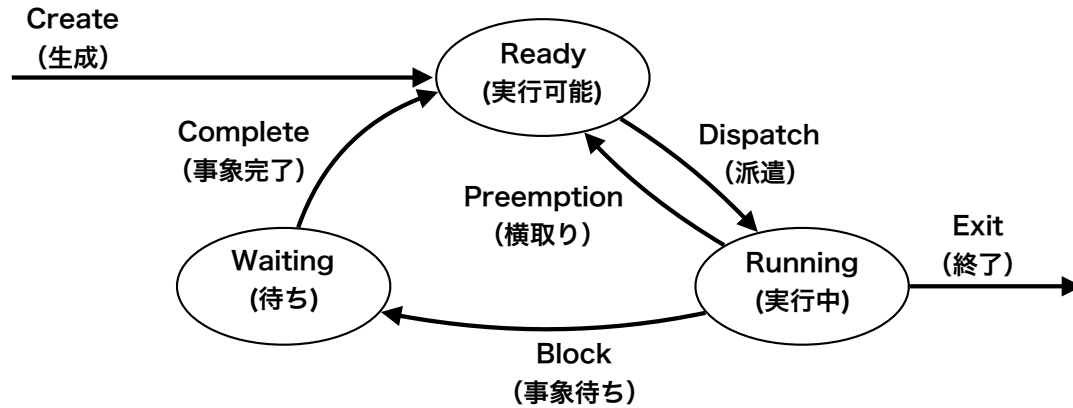 Create
（生成）
Ready
(実行可能)
Complete
（事象完了）
Dispatch
（派遣）
Preemption
（横取り）
Waiting
(待ち)
Running
(実行中)
Exit
（終了）
Block
（事象待ち）